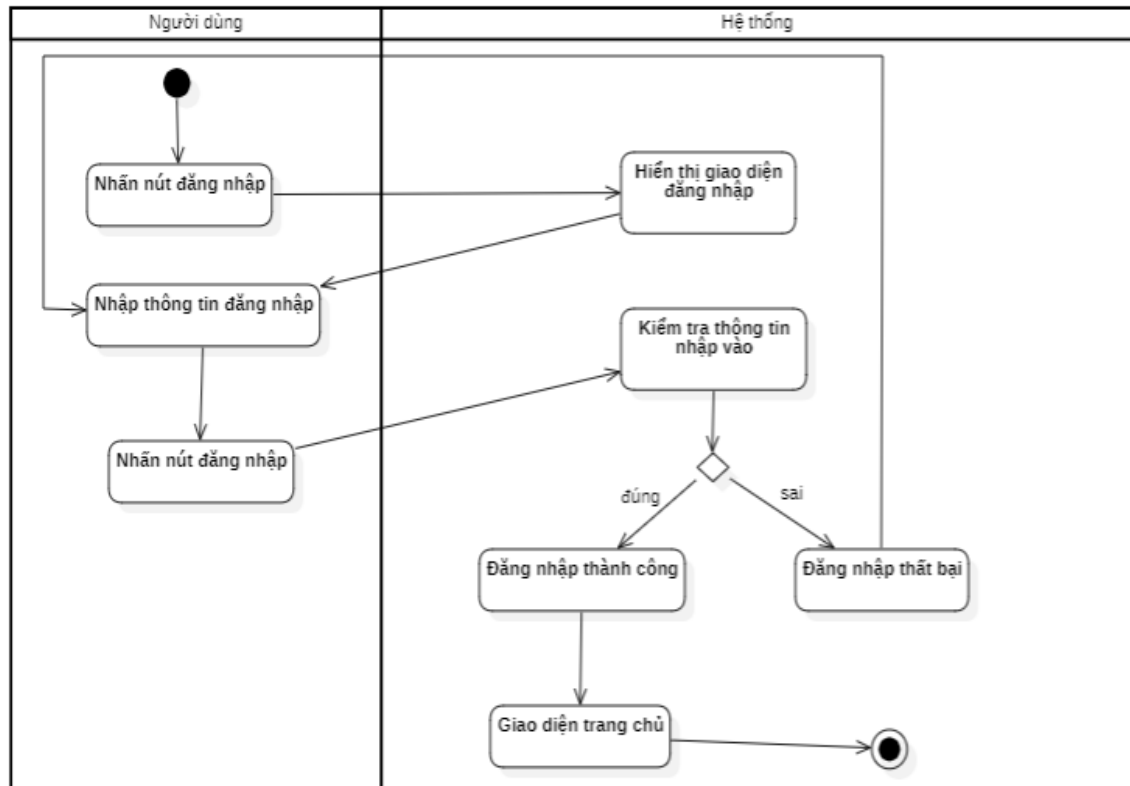 Người dùng
Hệ thống
Nhấn nút đăng nhập
Hiển thị giao diện
đăng nhập
Nhập thông tin đăng nhập
Kiểm tra thông tin
nhập vào
Nhấn nút đăng nhập
đúng
sai
Đăng nhập thành công
Đăng nhập thất bại
Giao diện trang chủ